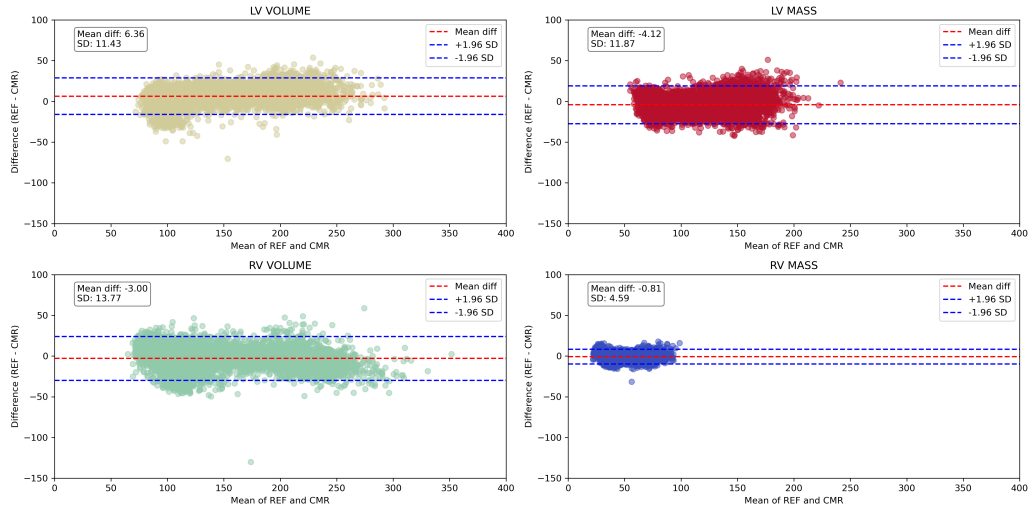 LV VOLUME
Mean diff: 6.36
SD: 11.43
Mean diff
+1.96 SD
-1.96 SD
100
50
0
−50
−100
−150
Difference (REF - CMR)
0 50 100 150 200 250 300 350 400
Mean of REF and CMR
LV MASS
Mean diff: -4.12
SD: 11.87
Mean diff
+1.96 SD
-1.96 SD
100
50
0
−50
−100
−150
Difference (REF - CMR)
0 50 100 150 200 250 300 350 400
Mean of REF and CMR
RV VOLUME
Mean diff: -3.00
SD: 13.77
Mean diff
+1.96 SD
-1.96 SD
100
50
0
−50
−100
−150
Difference (REF - CMR)
0 50 100 150 200 250 300 350 400
Mean of REF and CMR
RV MASS
Mean diff: -0.81
SD: 4.59
Mean diff
+1.96 SD
-1.96 SD
100
50
0
−50
−100
−150
Difference (REF - CMR)
0 50 100 150 200 250 300 350 400
Mean of REF and CMR